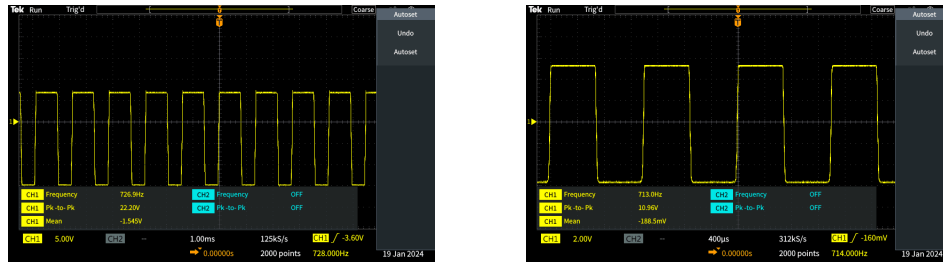 Tek Run Trig'd Coarse
T
Autoset
Undo
Autoset
1
CH1 Frequency 726.9Hz CH2 Frequency OFF
CH1 Pk-to-Pk 22.20V CH2 Pk-to-Pk OFF
CH1 Mean -1.545V
CH1 5.00V CH2 -- 1.00ms 125kS/s CH1 / -3.60V
0.00000s 2000 points 728.000Hz 19 Jan 2024
Tek Run Trig'd Coarse
T
Autoset
Undo
Autoset
1
CH1 Frequency 713.0Hz CH2 Frequency OFF
CH1 Pk-to-Pk 10.96V CH2 Pk-to-Pk OFF
CH1 Mean -188.5mV
CH1 2.00V CH2 -- 400µs 312kS/s CH1 / -160mV
0.00000s 2000 points 714.000Hz 19 Jan 2024